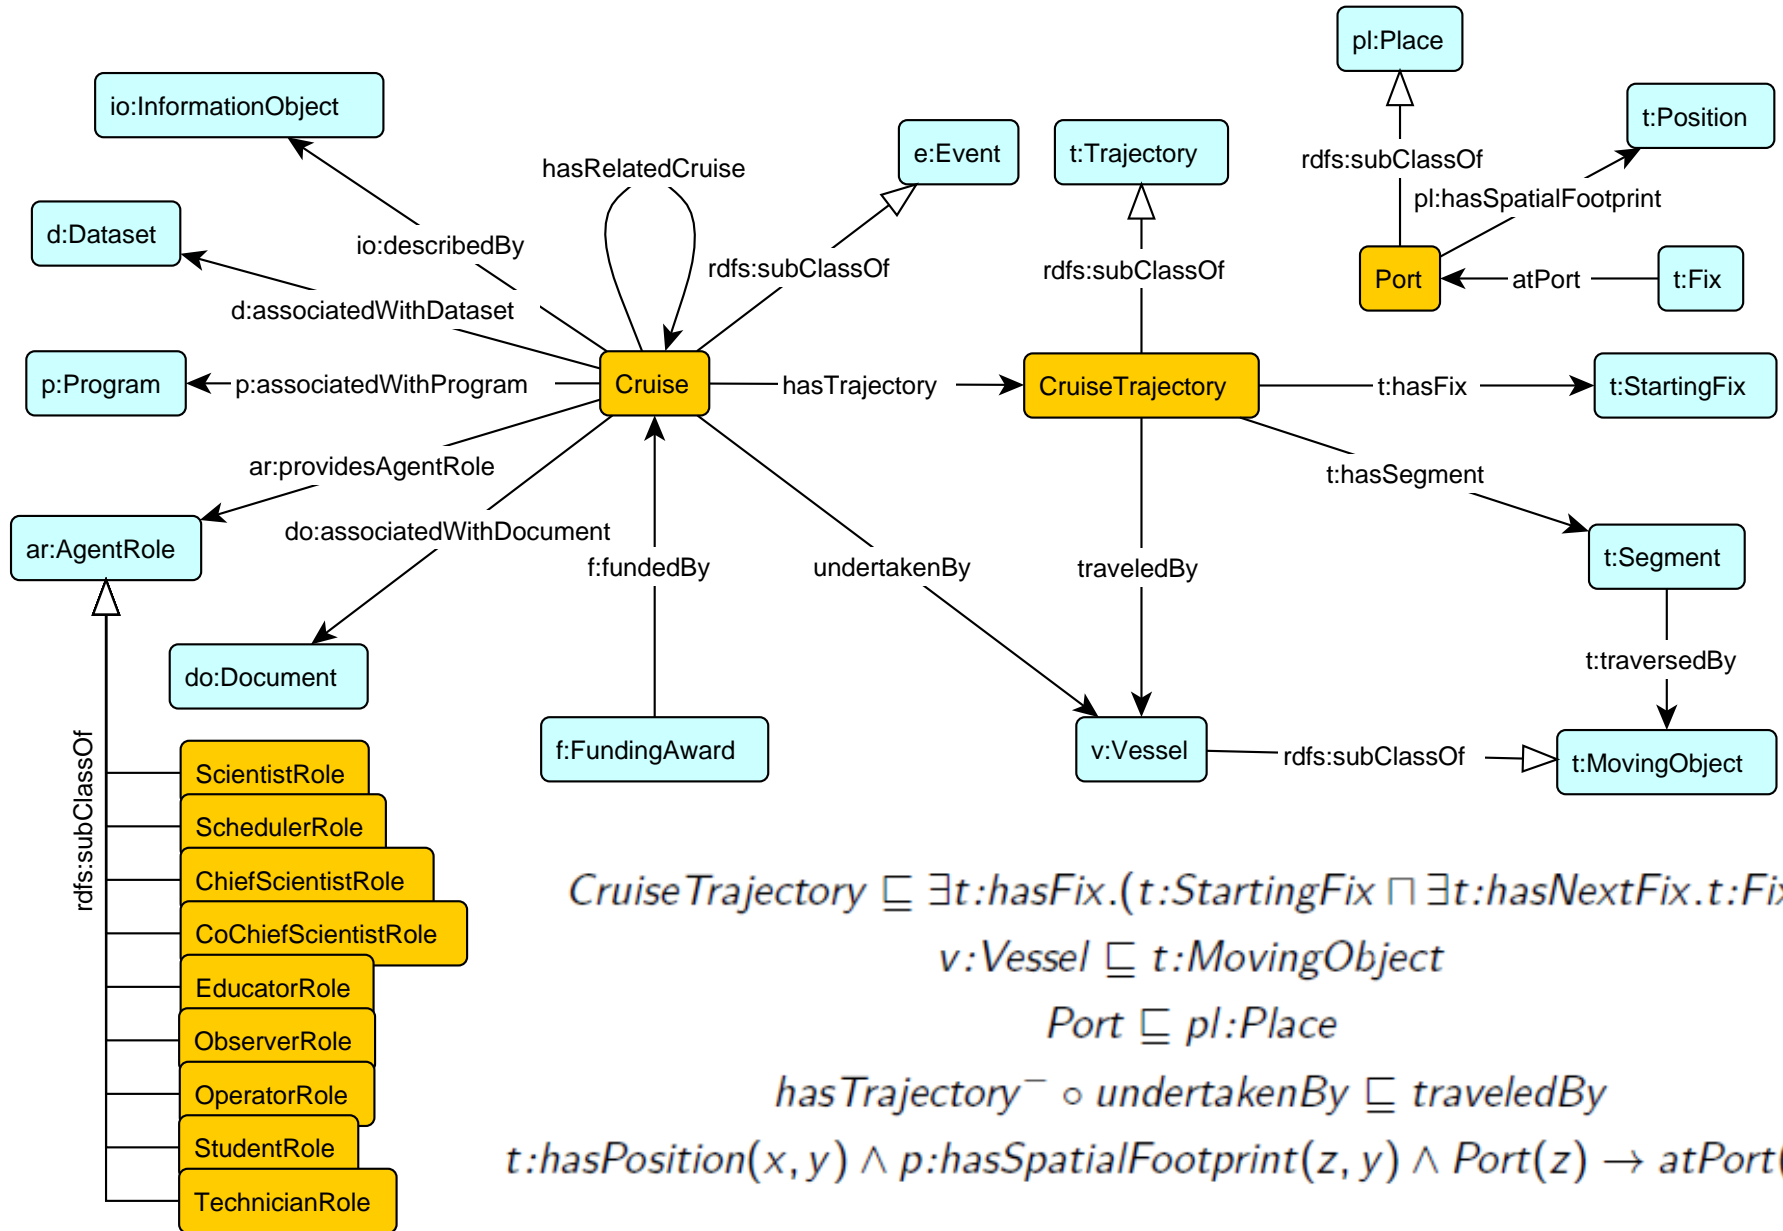 pl:Place
io:InformationObject
t:Position
e:Event
t:Trajectory
hasRelatedCruise
rdfs:subClassOf
pl:hasSpatialFootprint
d:Dataset
io:describedBy
rdfs:subClassOf
rdfs:subClassOf
Port
atPort
t:Fix
d:associatedWithDataset
p:Program
p:associatedWithProgram
Cruise
hasTrajectory
CruiseTrajectory
t:hasFix
t:StartingFix
ar:providesAgentRole
t:hasSegment
do:associatedWithDocument
ar:AgentRole
f:fundedBy
undertakenBy
traveledBy
t:Segment
do:Document
t:traversedBy
f:FundingAward
v:Vessel
rdfs:subClassOf
t:MovingObject
rdfs:subClassOf
ScientistRole
SchedulerRole
ChiefScientistRole
CoChiefScientistRole
EducatorRole
ObserverRole
OperatorRole
StudentRole
TechnicianRole
CruiseTrajectory ⊑ ∃t:hasFix.(t:StartingFix ⊓ ∃t:hasNextFix.t:Fix
v:Vessel ⊑ t:MovingObject
Port ⊑ pl:Place
hasTrajectory⁻ ∘ undertakenBy ⊑ traveledBy
t:hasPosition(x, y) ∧ p:hasSpatialFootprint(z, y) ∧ Port(z) → atPort(